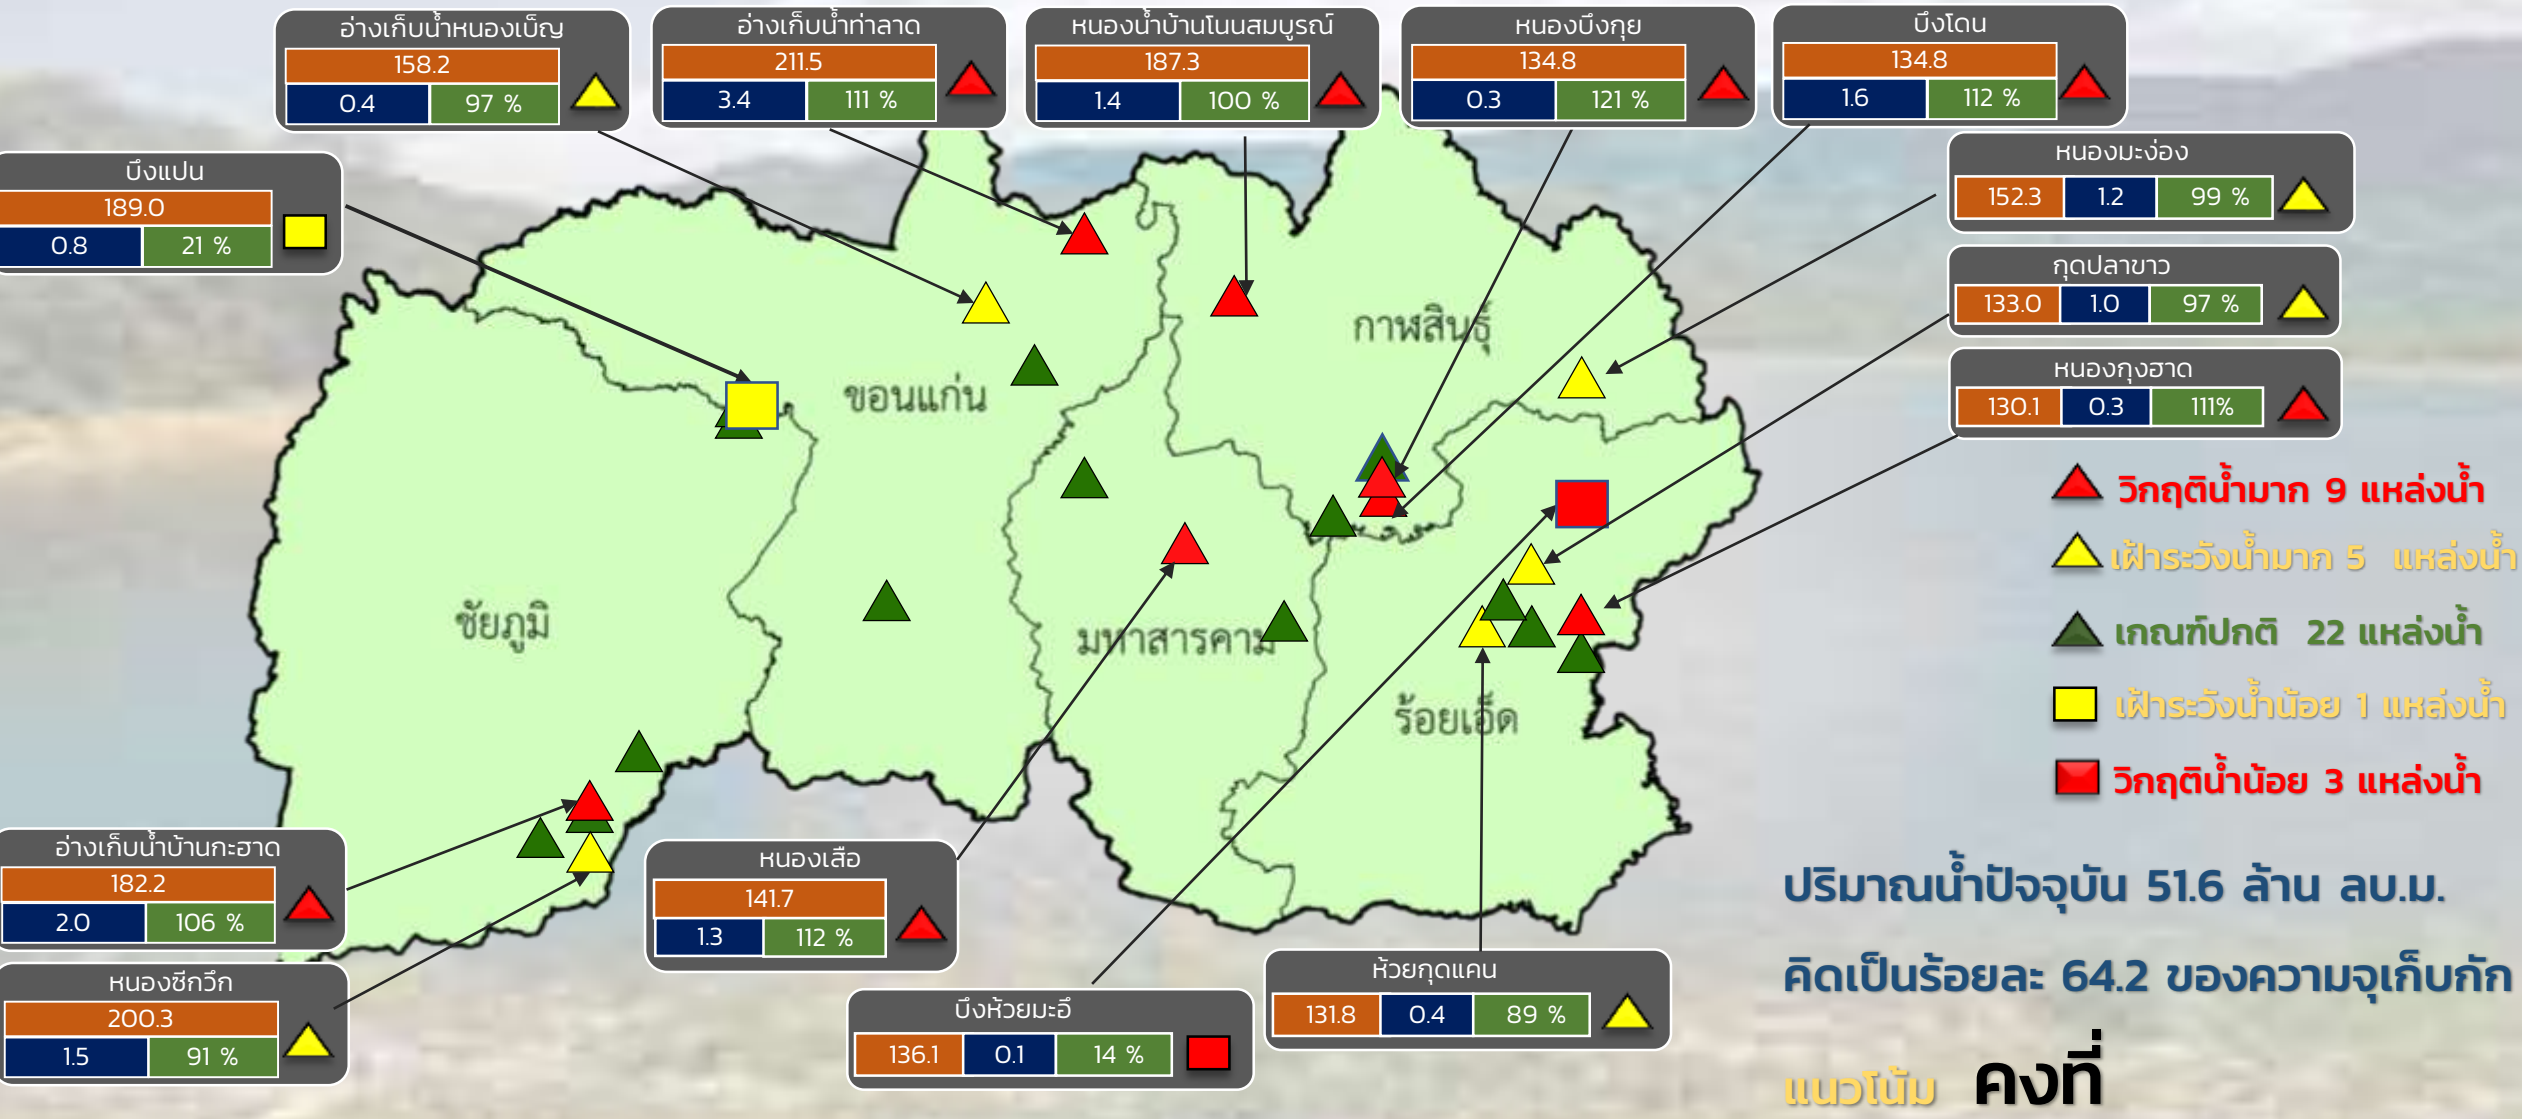 อ่างเก็บน้ำหนองเบ็ญ
158.2
0.4 97 %
อ่างเก็บน้ำท่าลาด
211.5
3.4 111 %
หนองน้ำบ้านโนนสมบูรณ์
187.3
1.4 100 %
หนองบึงกุย
134.8
0.3 121 %
บึงโดน
134.8
1.6 112 %
บึงแปน
189.0
0.8 21 %
หนองมะง่อง
152.3 1.2 99 %
กุดปลาขาว
133.0 1.0 97 %
หนองกุงฮาด
130.1 0.3 111%
กาฬสินธุ์
ขอนแก่น
ชัยภูมิ
มหาสารคาม
ร้อยเอ็ด
วิกฤติน้ำมาก 9 แหล่งน้ำ
เฝ้าระวังน้ำมาก 5 แหล่งน้ำ
เกณฑ์ปกติ 22 แหล่งน้ำ
เฝ้าระวังน้ำน้อย 1 แหล่งน้ำ
วิกฤติน้ำน้อย 3 แหล่งน้ำ
อ่างเก็บน้ำบ้านกะฮาด
182.2
2.0 106 %
หนองเสือ
141.7
1.3 112 %
หนองซีกวึก
200.3
1.5 91 %
บึงห้วยมะอึ
136.1 0.1 14 %
ห้วยกุดแคน
131.8 0.4 89 %
ปริมาณน้ำปัจจุบัน 51.6 ล้าน ลบ.ม.
คิดเป็นร้อยละ 64.2 ของความจุเก็บกัก
แนวโน้ม คงที่